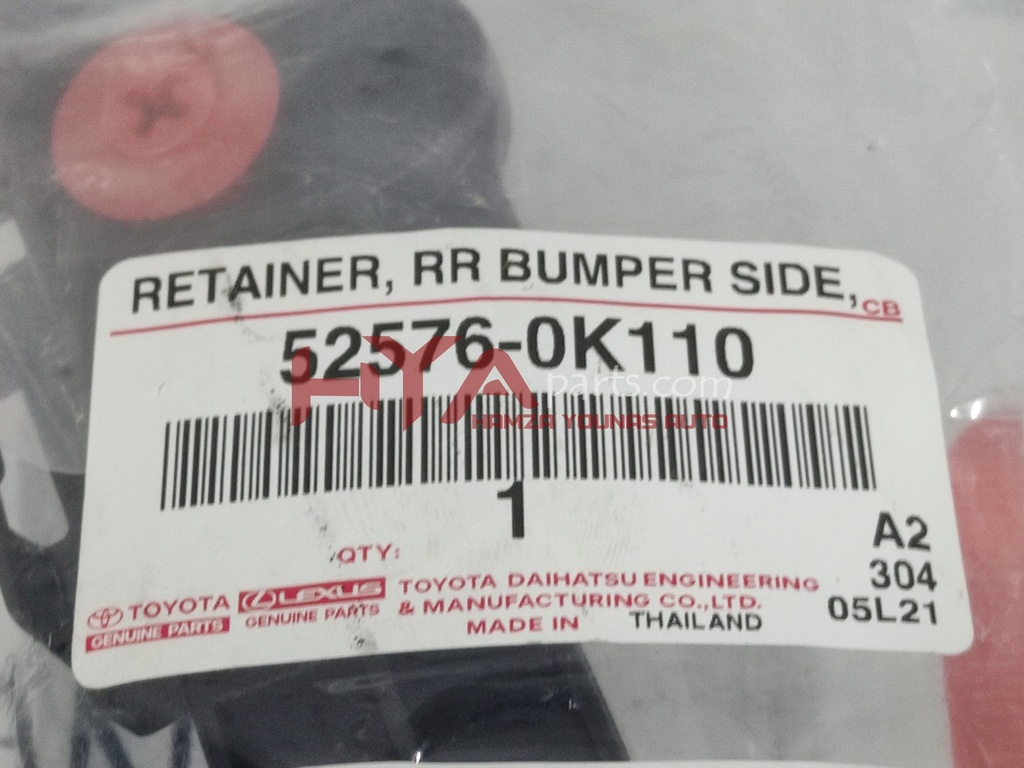 RETAINER, RR BUMPER SIDE,
CB
52576-0K110
HYA parts.com
HAMZA YOUNAS AUTO
1
QTY:
A2
304
05L21
TOYOTA
GENUINE PARTS
LEXUS
GENUINE PARTS
TOYOTA DAIHATSU ENGINEERING
& MANUFACTURING CO.,LTD.
MADE IN THAILAND